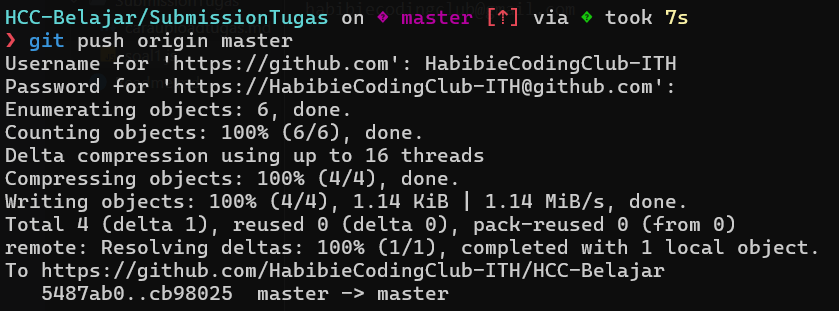 HCC-Belajar/SubmissionTugas on � master [↑] via � took 7s
❯ git push origin master
Username for 'https://github.com': HabibieCodingClub-ITH
Password for 'https://HabibieCodingClub-ITH@github.com':
Enumerating objects: 6, done.
Counting objects: 100% (6/6), done.
Delta compression using up to 16 threads
Compressing objects: 100% (4/4), done.
Writing objects: 100% (4/4), 1.14 KiB | 1.14 MiB/s, done.
Total 4 (delta 1), reused 0 (delta 0), pack-reused 0 (from 0)
remote: Resolving deltas: 100% (1/1), completed with 1 local object.
To https://github.com/HabibieCodingClub-ITH/HCC-Belajar
   5487ab0..cb98025  master -> master